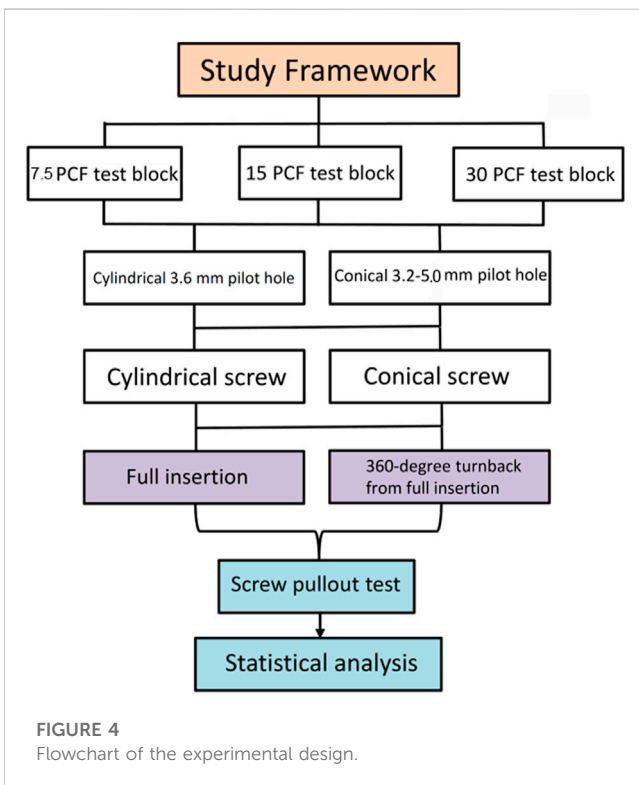 Study Framework
7.5 PCF test block
15 PCF test block
30 PCF test block
Cylindrical 3.6 mm pilot hole
Conical 3.2-5.0 mm pilot hole
Cylindrical screw
Conical screw
Full insertion
360-degree turnback
from full insertion
Screw pullout test
Statistical analysis
FIGURE 4
Flowchart of the experimental design.